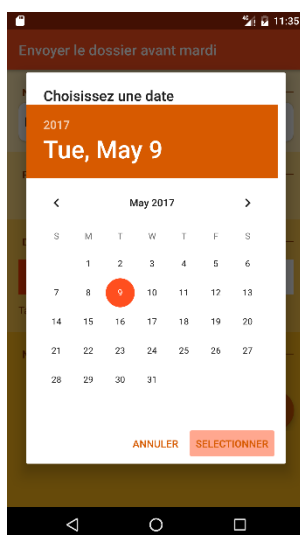 11:35
Envoyer le dossier avant mardi
Choisissez une date
2017
Tue, May 9
May 2017
S M T W T F S
1 2 3 4 5 6
7 8 9 10 11 12 13
14 15 16 17 18 19 20
21 22 23 24 25 26 27
28 29 30 31
ANNULER SELECTIONNER